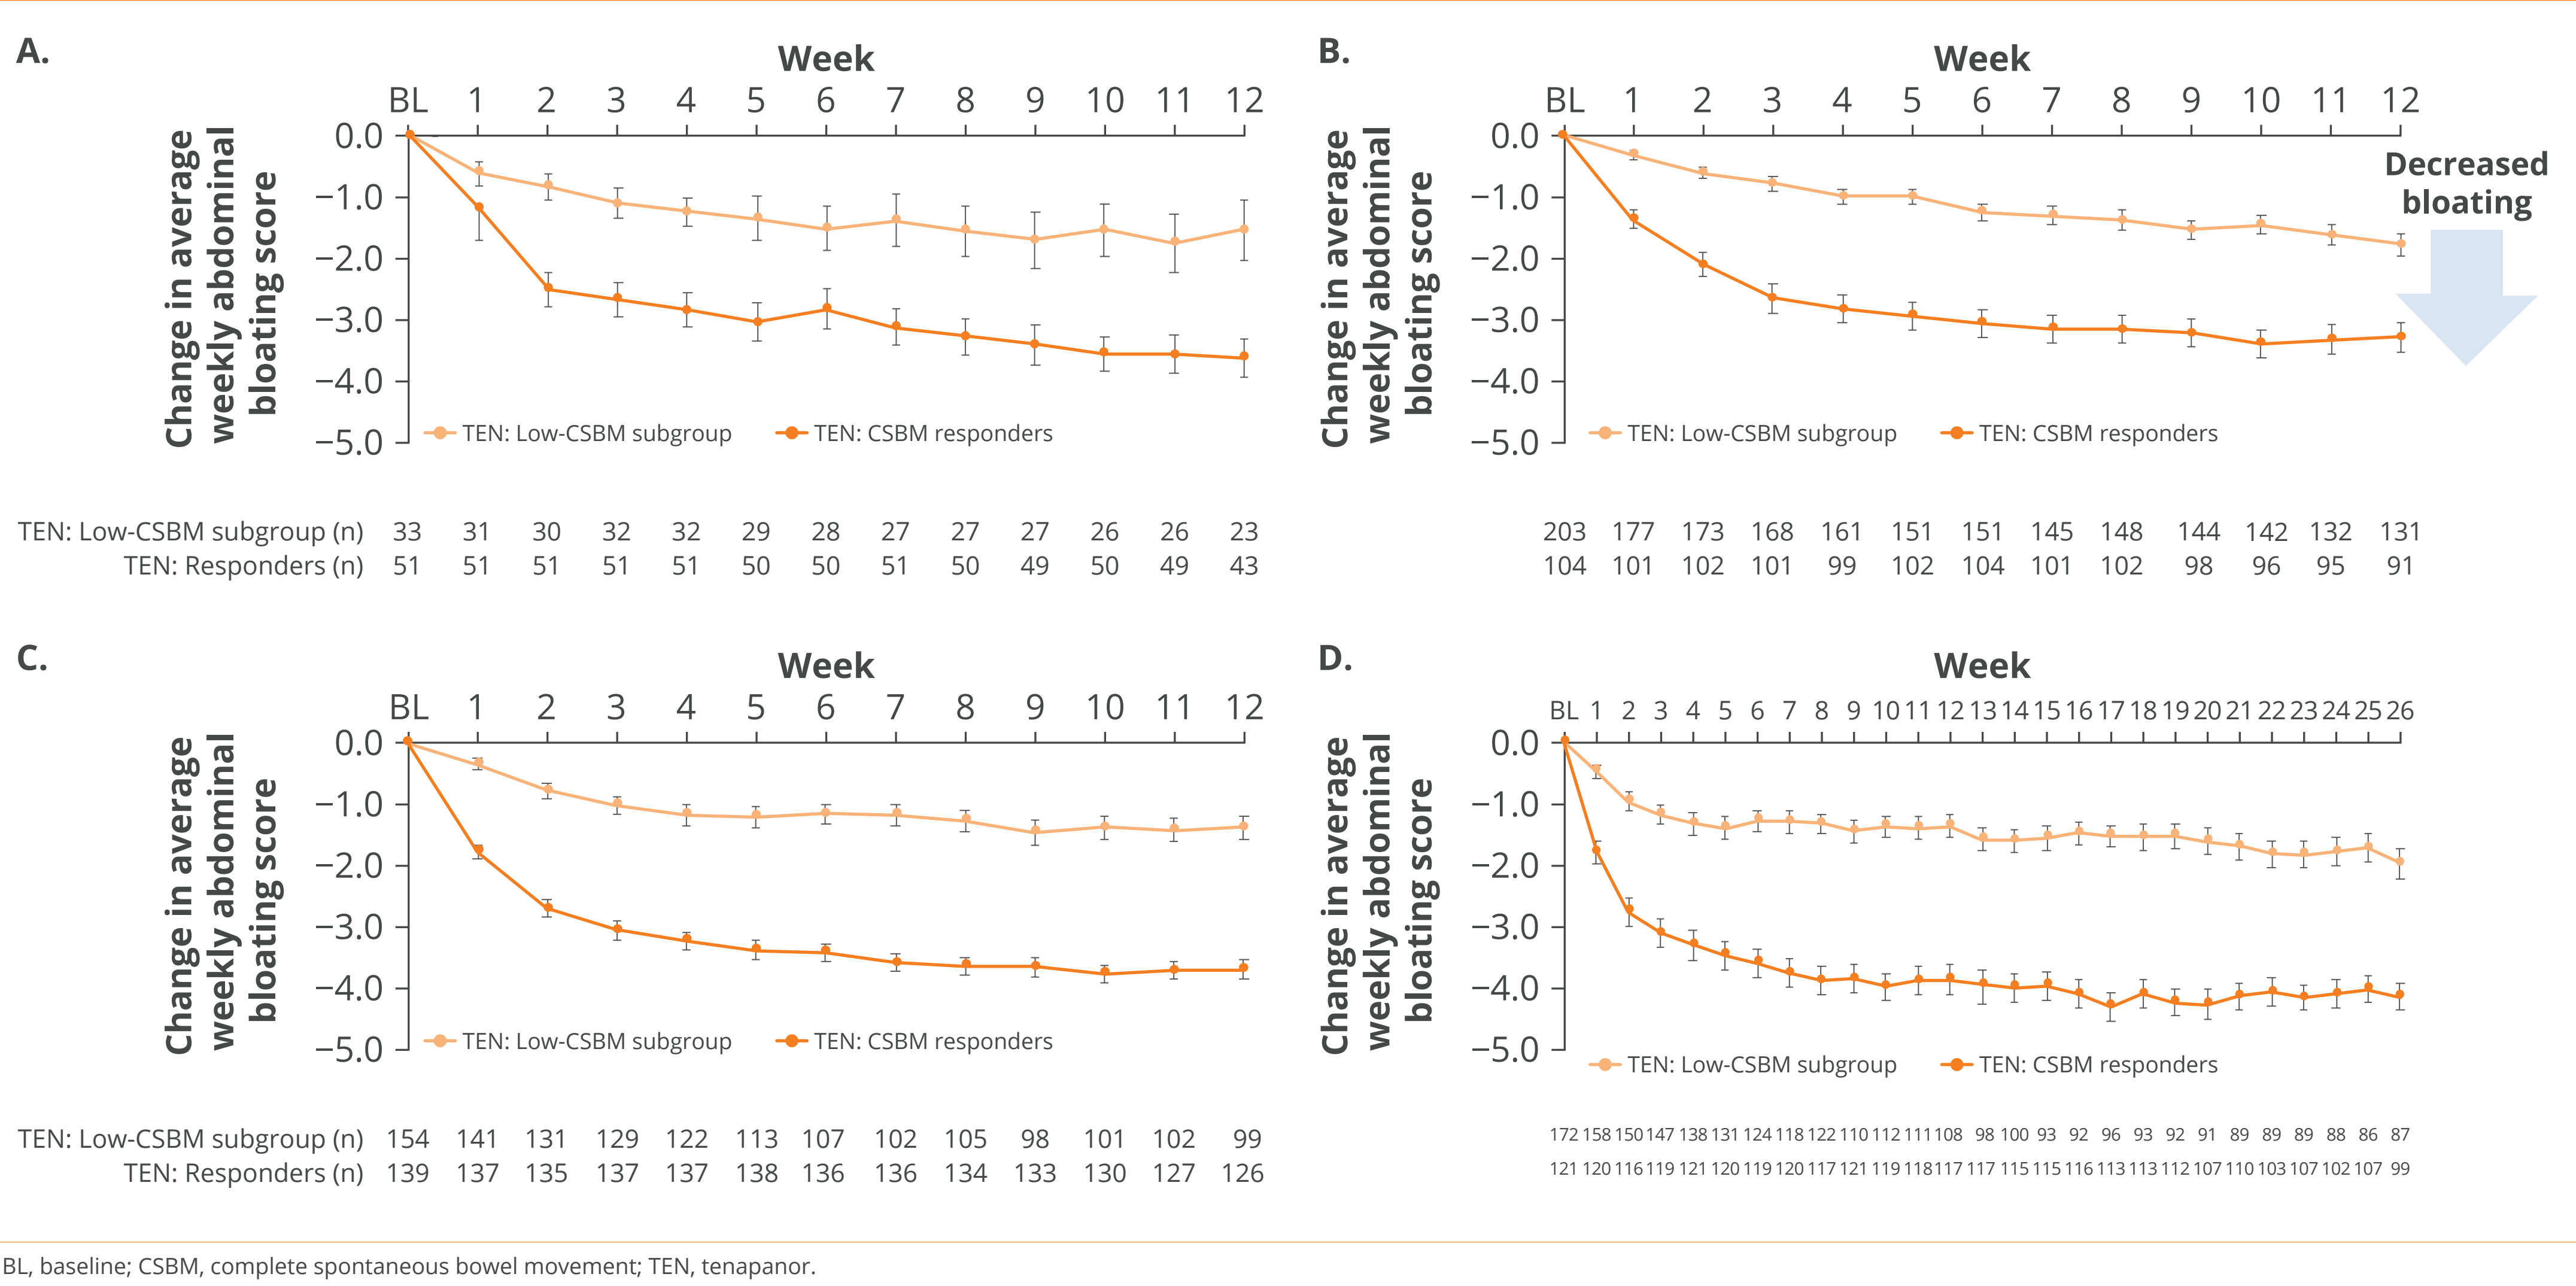 A.
Week
BL 1 2 3 4 5 6 7 8 9 10 11 12
Change in average
weekly abdominal
bloating score
0.0
−1.0
−2.0
−3.0
−4.0
−5.0
TEN: Low-CSBM subgroup TEN: CSBM responders
TEN: Low-CSBM subgroup (n) 33 31 30 32 32 29 28 27 27 27 26 26 23
TEN: Responders (n) 51 51 51 51 51 50 50 51 50 49 50 49 43
B.
Week
BL 1 2 3 4 5 6 7 8 9 10 11 12
Change in average
weekly abdominal
bloating score
0.0
−1.0
−2.0
−3.0
−4.0
−5.0
Decreased
bloating
TEN: Low-CSBM subgroup TEN: CSBM responders
203 177 173 168 161 151 151 145 148 144 142 132 131
104 101 102 101 99 102 104 101 102 98 96 95 91
C.
Week
BL 1 2 3 4 5 6 7 8 9 10 11 12
Change in average
weekly abdominal
bloating score
0.0
−1.0
−2.0
−3.0
−4.0
−5.0
TEN: Low-CSBM subgroup TEN: CSBM responders
TEN: Low-CSBM subgroup (n) 154 141 131 129 122 113 107 102 105 98 101 102 99
TEN: Responders (n) 139 137 135 137 137 138 136 136 134 133 130 127 126
D.
Week
BL 1 2 3 4 5 6 7 8 9 10 11 12 13 14 15 16 17 18 19 20 21 22 23 24 25 26
Change in average
weekly abdominal
bloating score
0.0
−1.0
−2.0
−3.0
−4.0
−5.0
TEN: Low-CSBM subgroup TEN: CSBM responders
172 158 150 147 138 131 124 118 122 110 112 111 108 98 100 93 92 96 93 92 91 89 89 89 88 86 87
121 120 116 119 121 120 119 120 117 121 119 118 117 117 115 115 116 113 113 112 107 110 103 107 102 107 99
BL, baseline; CSBM, complete spontaneous bowel movement; TEN, tenapanor.